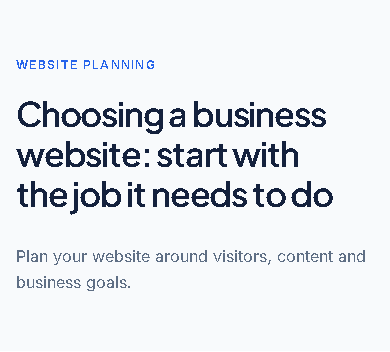 WEBSITE PLANNING
Choosing a business
website: start with
the job it needs to do
Plan your website around visitors, content and
business goals.